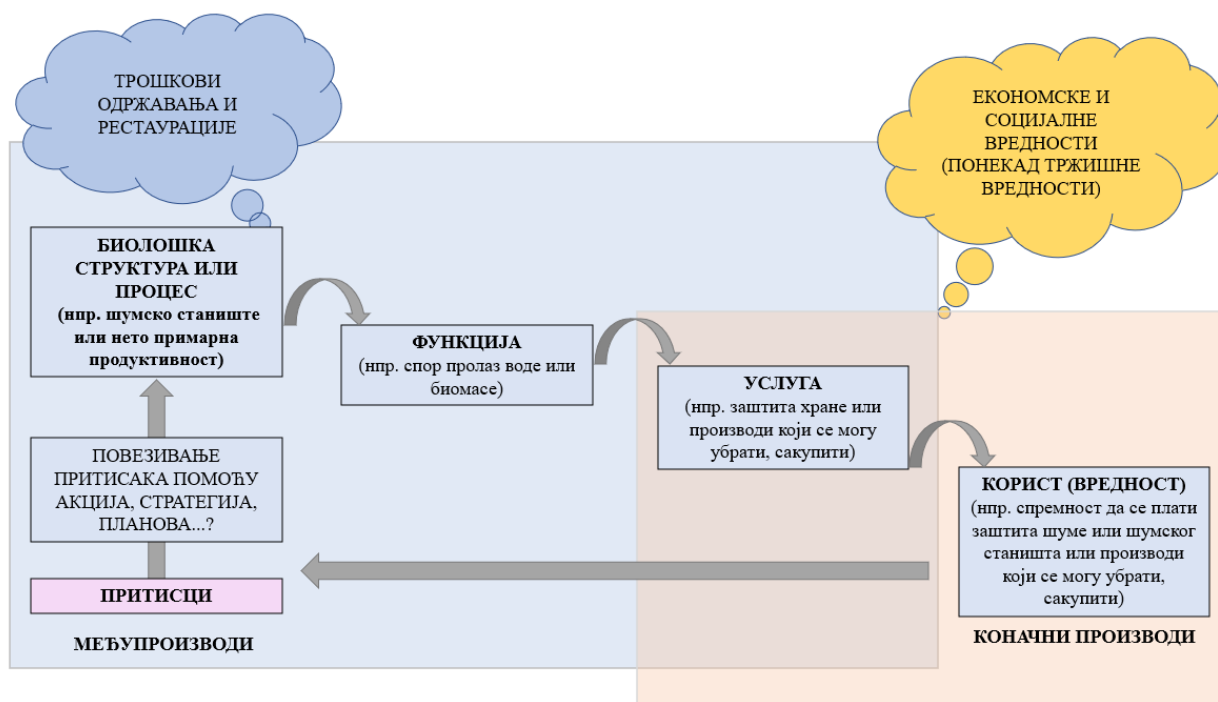 ТРОШКОВИ
ОДРЖАВАЊА И
РЕСТАУРАЦИЈЕ
ЕКОНОМСКЕ И
СОЦИЈАЛНЕ
ВРЕДНОСТИ
(ПОНЕКАД ТРЖИШНЕ
ВРЕДНОСТИ)
БИОЛОШКА
СТРУКТУРА ИЛИ
ПРОЦЕС
(нпр. шумско станиште
или нето примарна
продуктивност)
ФУНКЦИЈА
(нпр. спор пролаз воде или
биомасе)
УСЛУГА
(нпр. заштита хране или
производи који се могу
убрати, сакупити)
КОРИСТ (ВРЕДНОСТ)
(нпр. спремност да се плати
заштита шуме или шумског
станишта или производи
који се могу убрати,
сакупити)
ПОВЕЗИВАЊЕ
ПРИТИСАКА ПОМОЋУ
АКЦИЈА, СТРАТЕГИЈА,
ПЛАНОВА...?
ПРИТИСЦИ
МЕЂУПРОИЗВОДИ
КОНАЧНИ ПРОИЗВОДИ